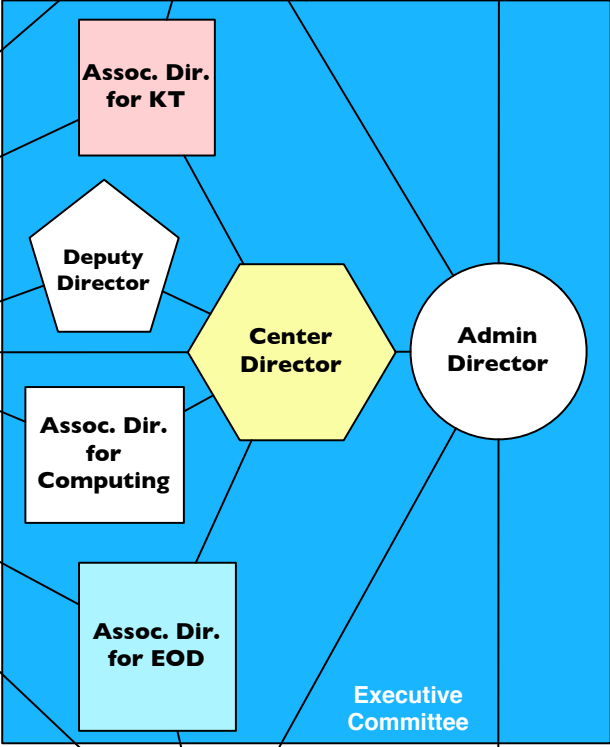 Assoc. Dir.
for KT
Deputy
Director
Center
Director
Admin
Director
Assoc. Dir.
for
Computing
Assoc. Dir.
for EOD
Executive
Committee